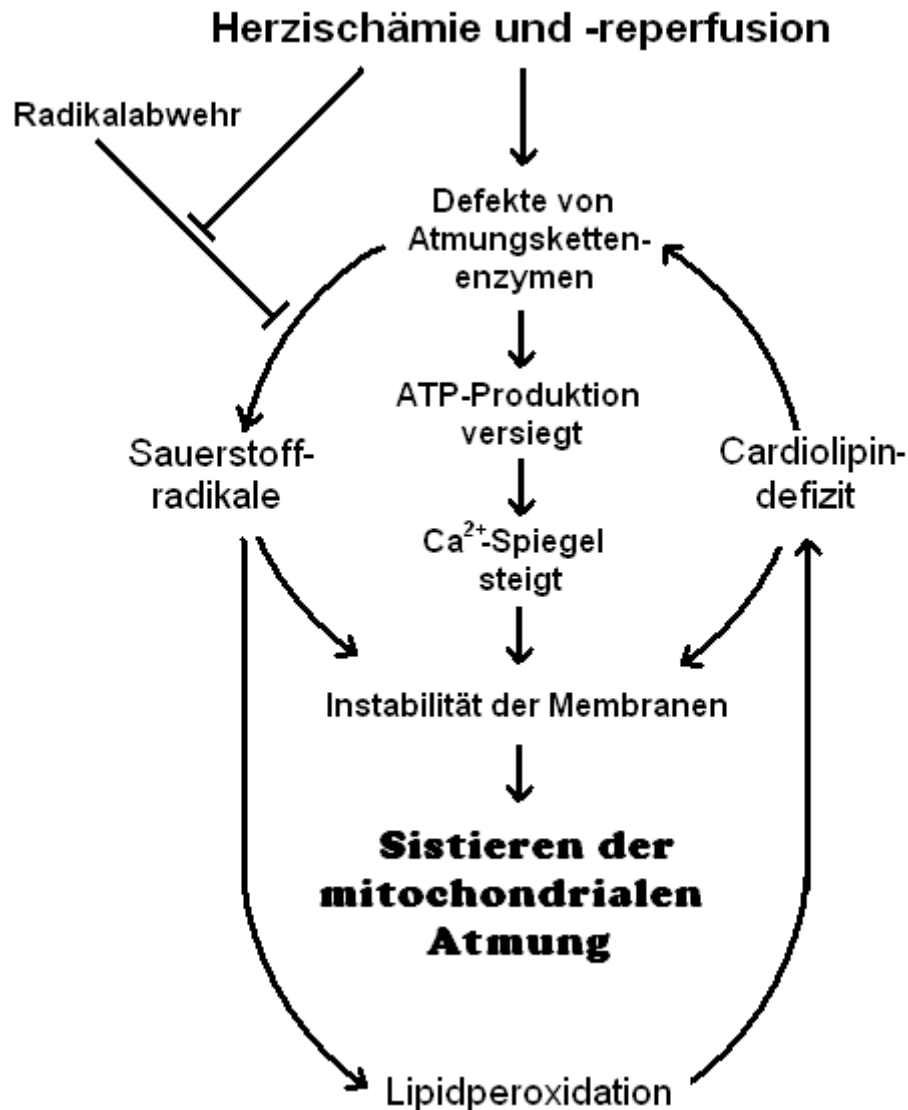 Herzischämie und -reperfusion
Radikalabwehr
Defekte von
Atmungsketten-
enzymen
ATP-Produktion
versiegt
Sauerstoff-
radikale
Cardiolipin-
defizit
Ca²⁺-Spiegel
steigt
Instabilität der Membranen
Sistieren der
mitochondrialen
Atmung
Lipidperoxidation